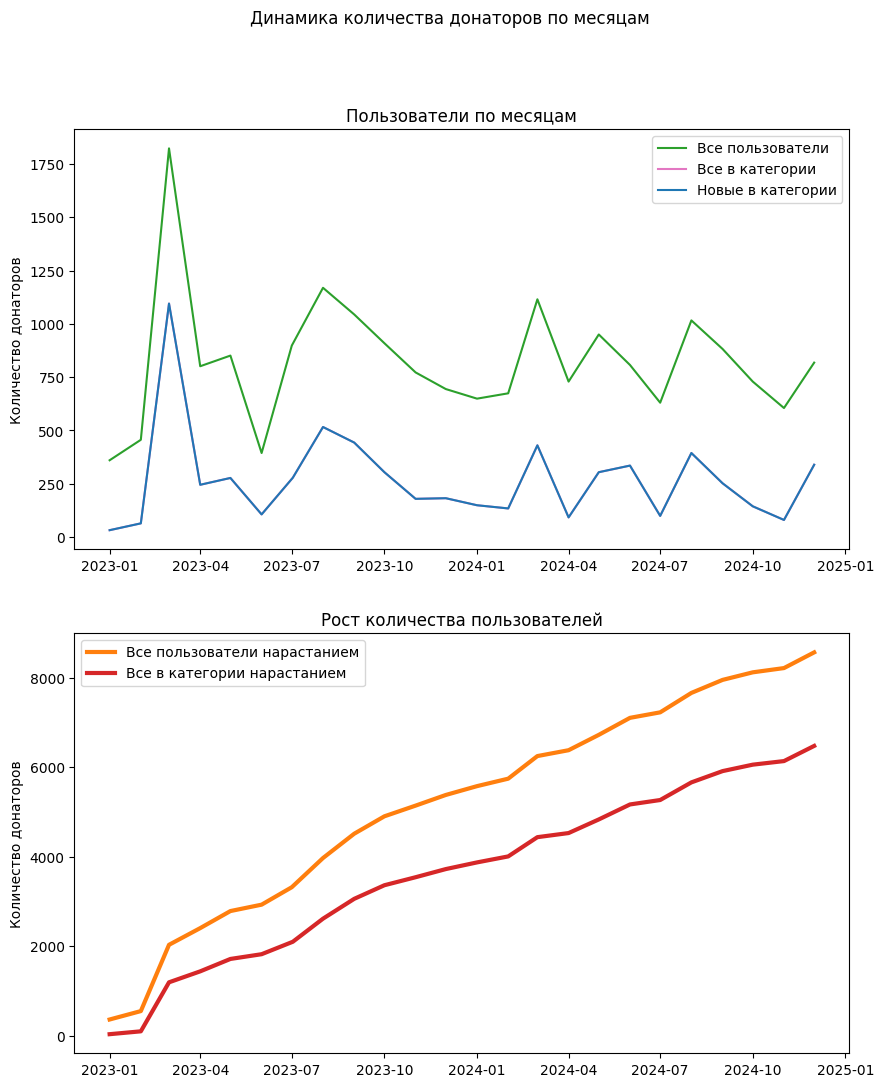 Динамика количества донаторов по месяцам
Пользователи по месяцам
Количество донаторов
1750
1500
1250
1000
750
500
250
0
Все пользователи
Все в категории
Новые в категории
2023-01 2023-04 2023-07 2023-10 2024-01 2024-04 2024-07 2024-10 2025-01
Рост количества пользователей
Количество донаторов
8000
6000
4000
2000
0
Все пользователи нарастанием
Все в категории нарастанием
2023-01 2023-04 2023-07 2023-10 2024-01 2024-04 2024-07 2024-10 2025-01